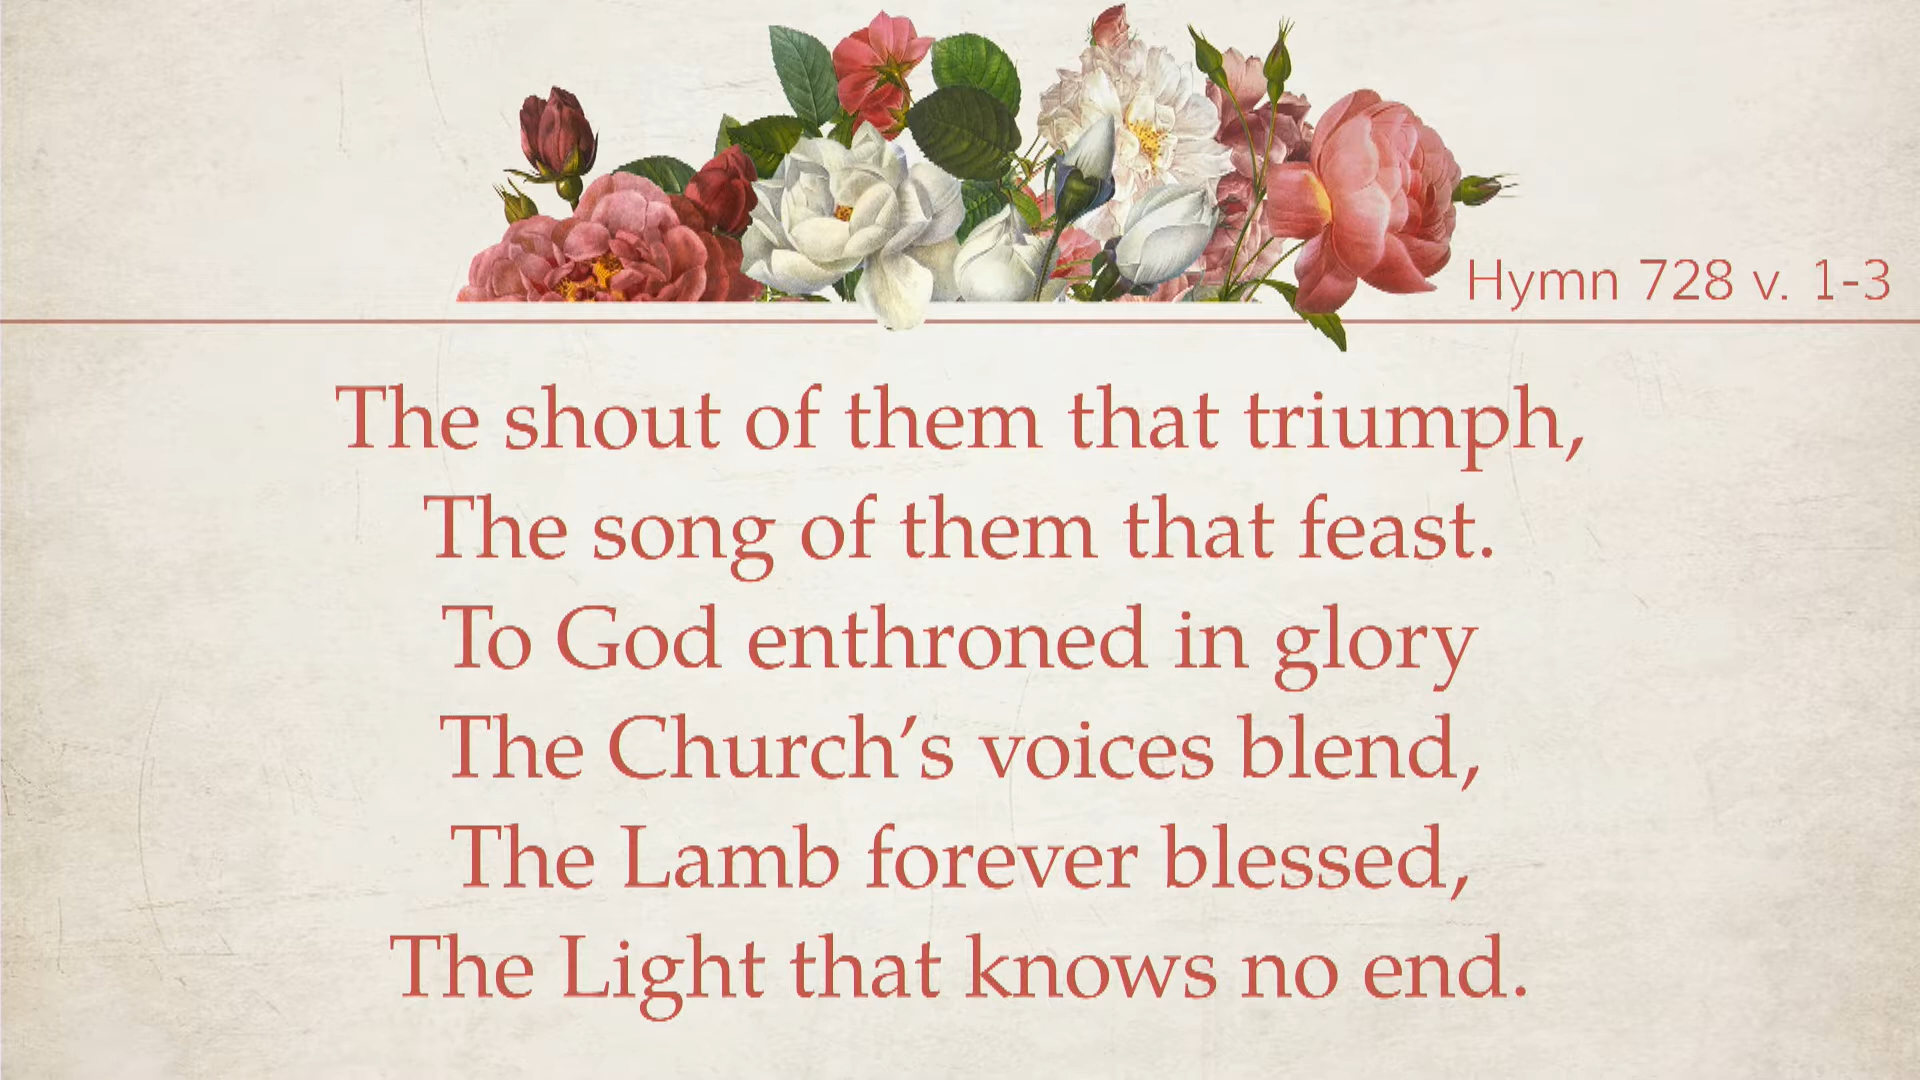 Hymn 728 v. 1-3
The shout of them that triumph,
The song of them that feast.
To God enthroned in glory
The Church’s voices blend,
The Lamb forever blessed,
The Light that knows no end.